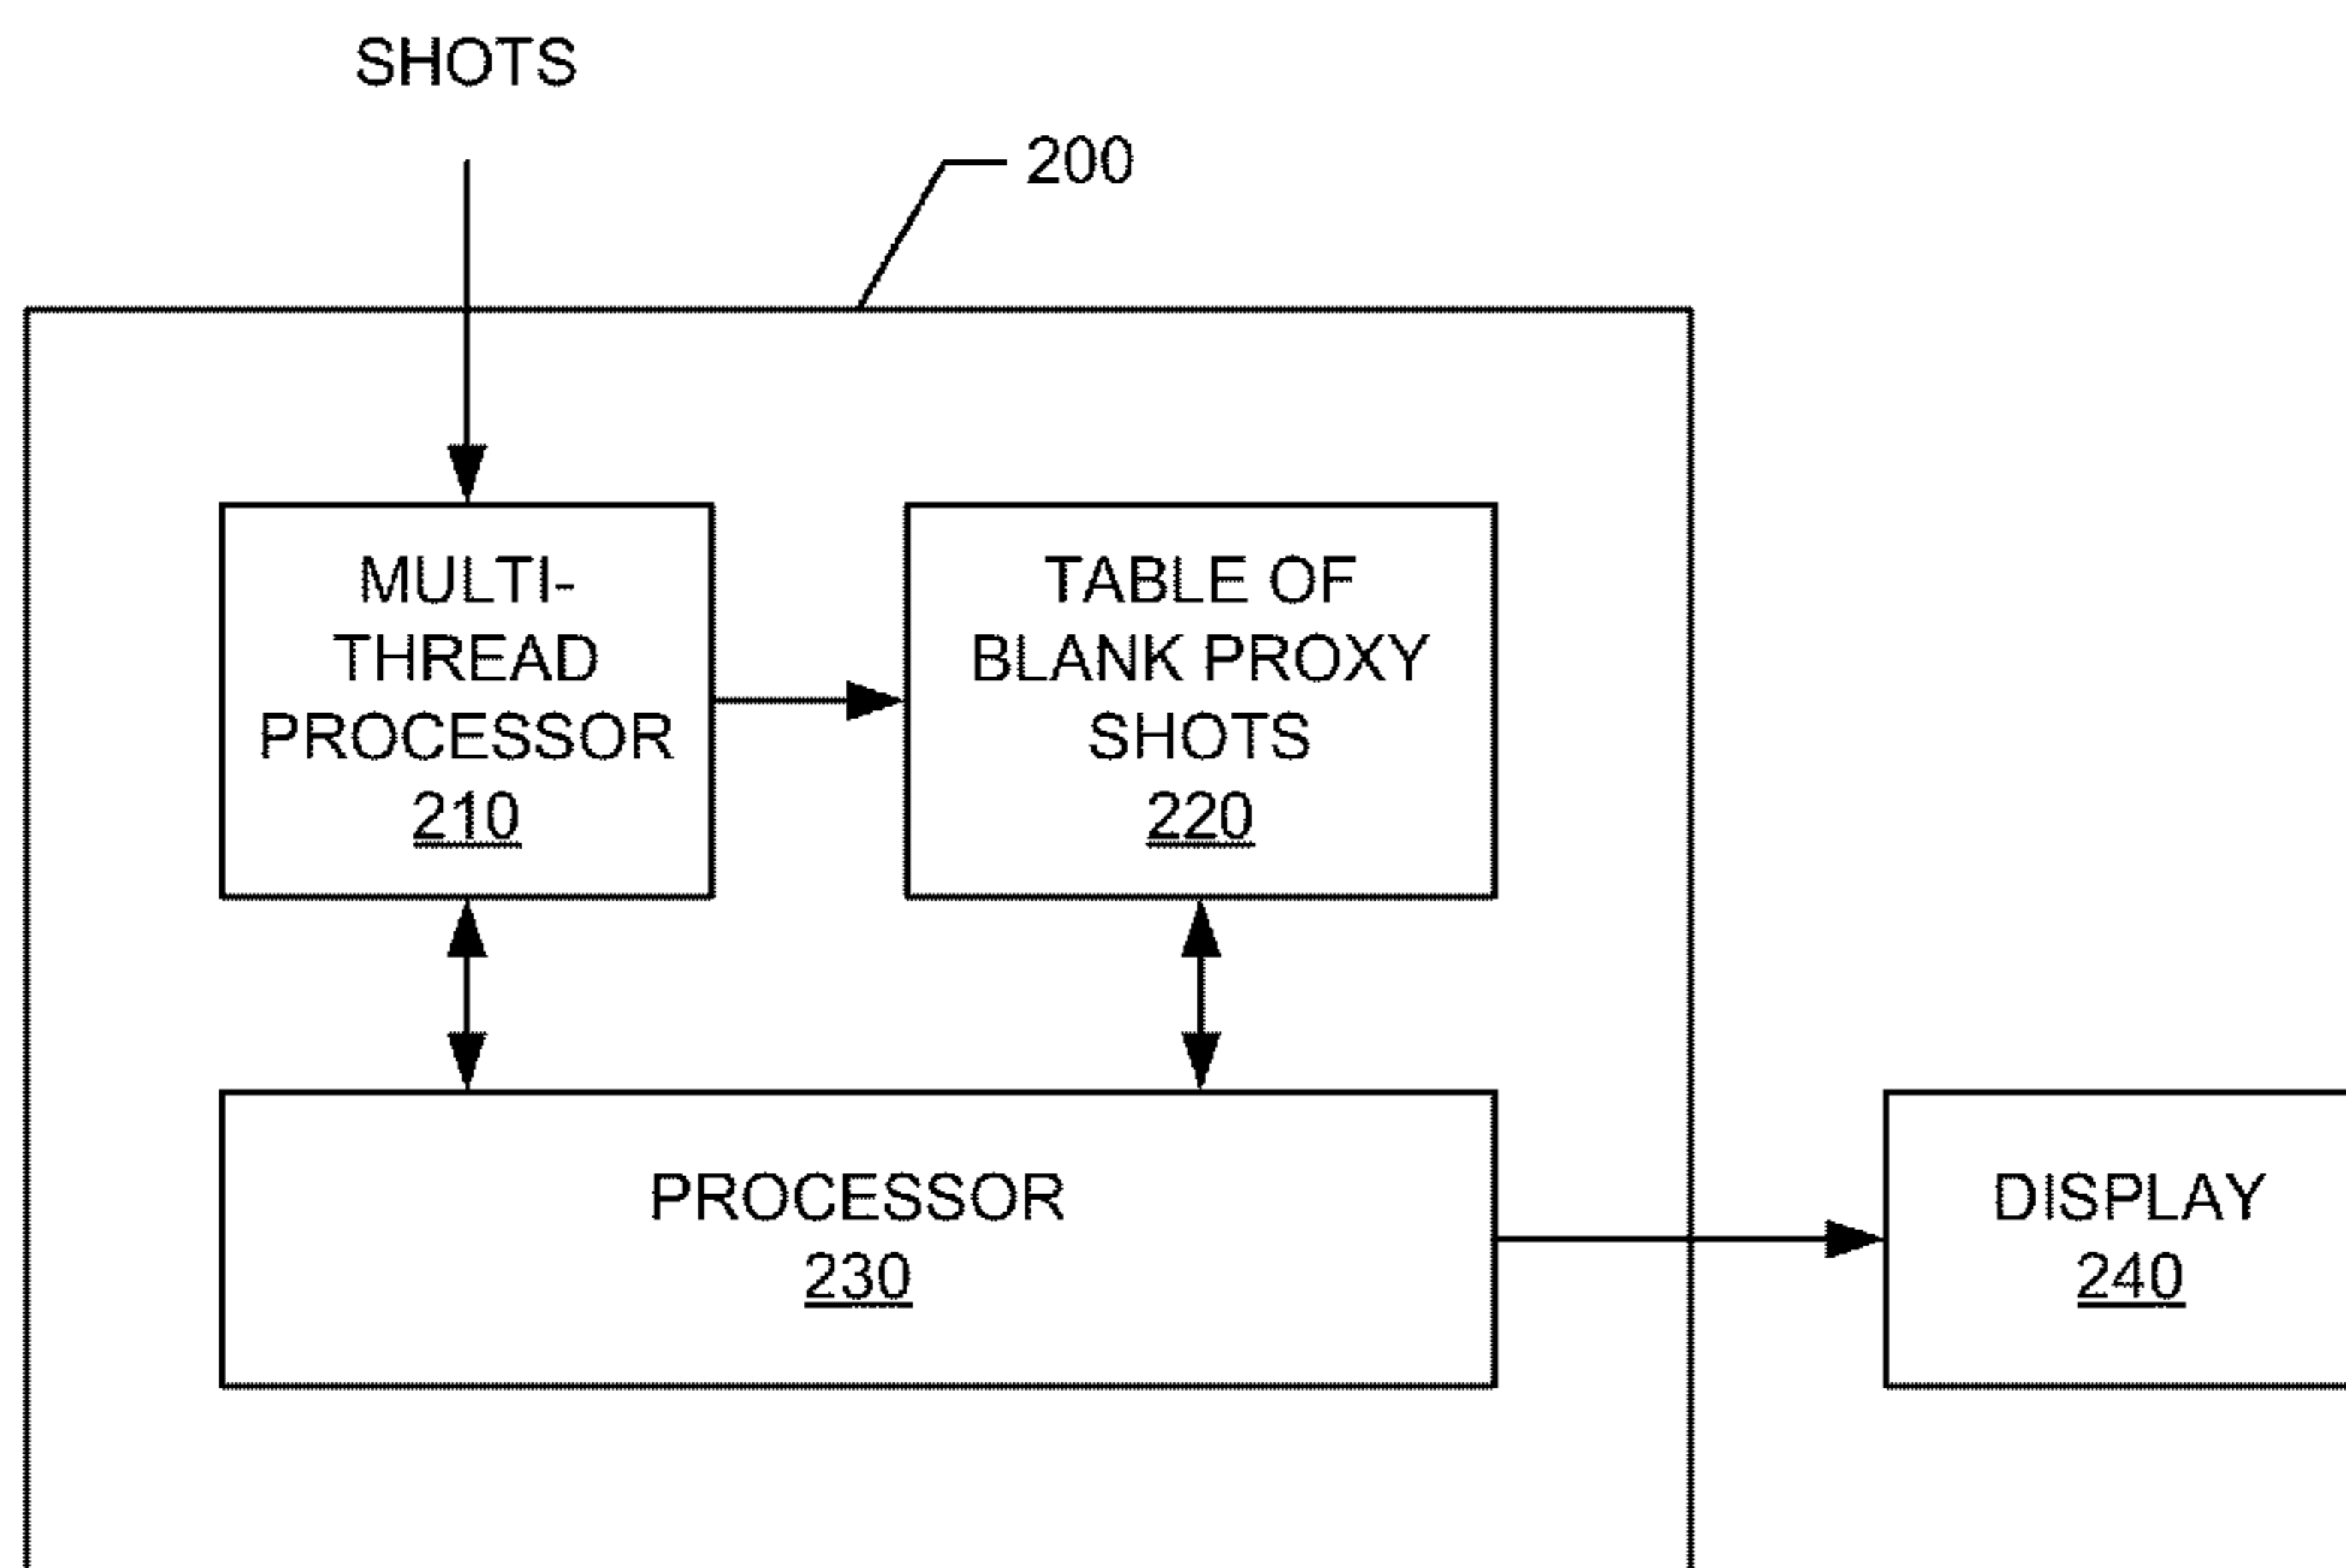 SHOTS
200
MULTI-
THREAD
PROCESSOR
210
TABLE OF
BLANK PROXY
SHOTS
220
PROCESSOR
230
DISPLAY
240